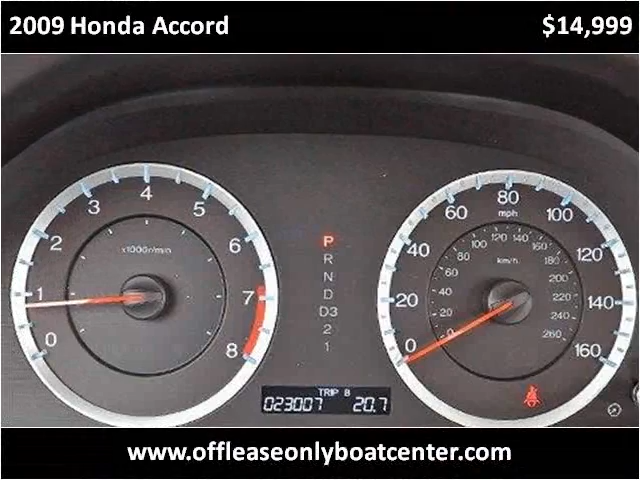 2009 Honda Accord $14,999
1 2 3 4 5 6 7 8 0
x1000r/min
P
R
N
D
D3
2
1
0 20 40 60 80 100 120 140 160
mph
0 20 40 60 80 100 120 140 160 180 200 220 240 260
km/h
TRIP B
023007 20.7
www.offleaseonlyboatcenter.com